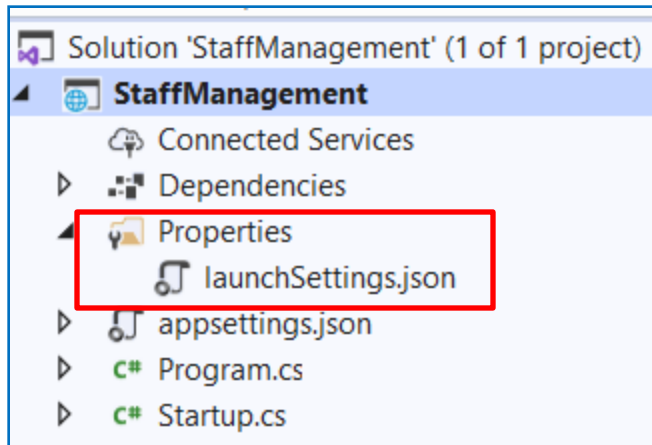 Solution 'StaffManagement' (1 of 1 project)
StaffManagement
Connected Services
Dependencies
Properties
launchSettings.json
appsettings.json
C# Program.cs
C# Startup.cs